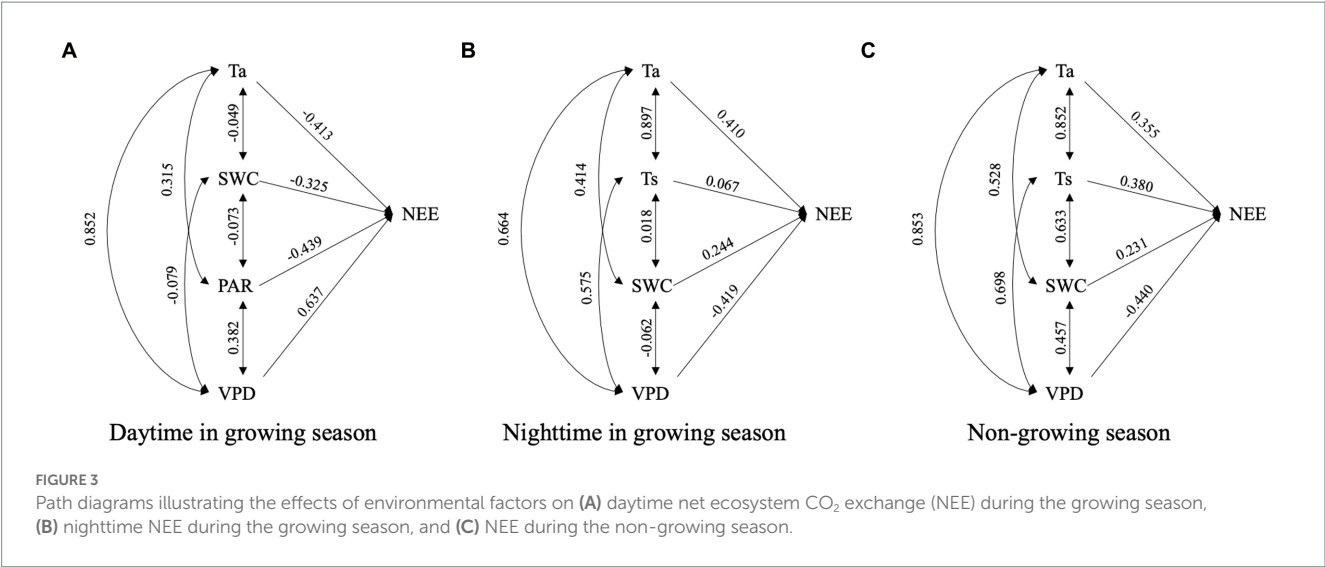 A
Ta
-0.049
-0.413
0.315
SWC
-0.325
0.852
-0.073
NEE
-0.439
-0.079
PAR
0.637
0.382
VPD
Daytime in growing season
B
Ta
0.897
0.410
0.414
Ts
0.067
0.664
0.018
NEE
0.244
0.575
SWC
-0.419
-0.062
VPD
Nighttime in growing season
C
Ta
0.852
0.355
0.528
Ts
0.380
0.853
0.633
NEE
0.231
0.698
SWC
-0.440
0.457
VPD
Non-growing season
FIGURE 3
Path diagrams illustrating the effects of environmental factors on (A) daytime net ecosystem CO₂ exchange (NEE) during the growing season,
(B) nighttime NEE during the growing season, and (C) NEE during the non-growing season.